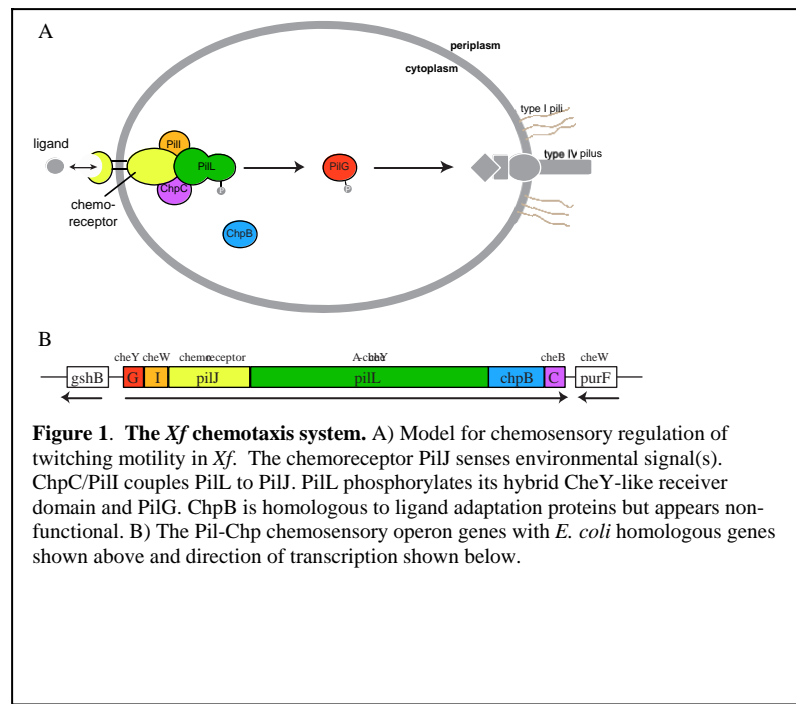 A
periplasm
cytoplasm
type I pili
ligand
PilI
PilL
PilG
type IV pilus
P
P
ChpC
chemo-
receptor
ChpB
B
cheY cheW chemoreceptor cheB cheW
gshB G I pilJ pilL chpB C purF
Figure 1. The Xf chemotaxis system. A) Model for chemosensory regulation of
twitching motility in Xf. The chemoreceptor PilJ senses environmental signal(s).
ChpC/PilI couples PilL to PilJ. PilL phosphorylates its hybrid CheY-like receiver
domain and PilG. ChpB is homologous to ligand adaptation proteins but appears non-
functional. B) The Pil-Chp chemosensory operon genes with E. coli homologous genes
shown above and direction of transcription shown below.